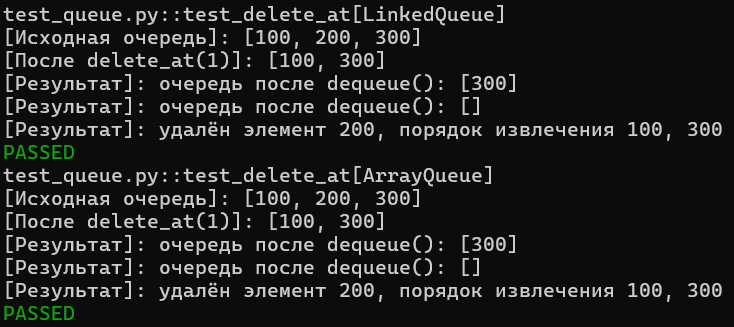 test_queue.py::test_delete_at[LinkedQueue]
[Исходная очередь]: [100, 200, 300]
[После delete_at(1)]: [100, 300]
[Результат]: очередь после dequeue(): [300]
[Результат]: очередь после dequeue(): []
[Результат]: удалён элемент 200, порядок извлечения 100, 300
PASSED
test_queue.py::test_delete_at[ArrayQueue]
[Исходная очередь]: [100, 200, 300]
[После delete_at(1)]: [100, 300]
[Результат]: очередь после dequeue(): [300]
[Результат]: очередь после dequeue(): []
[Результат]: удалён элемент 200, порядок извлечения 100, 300
PASSED